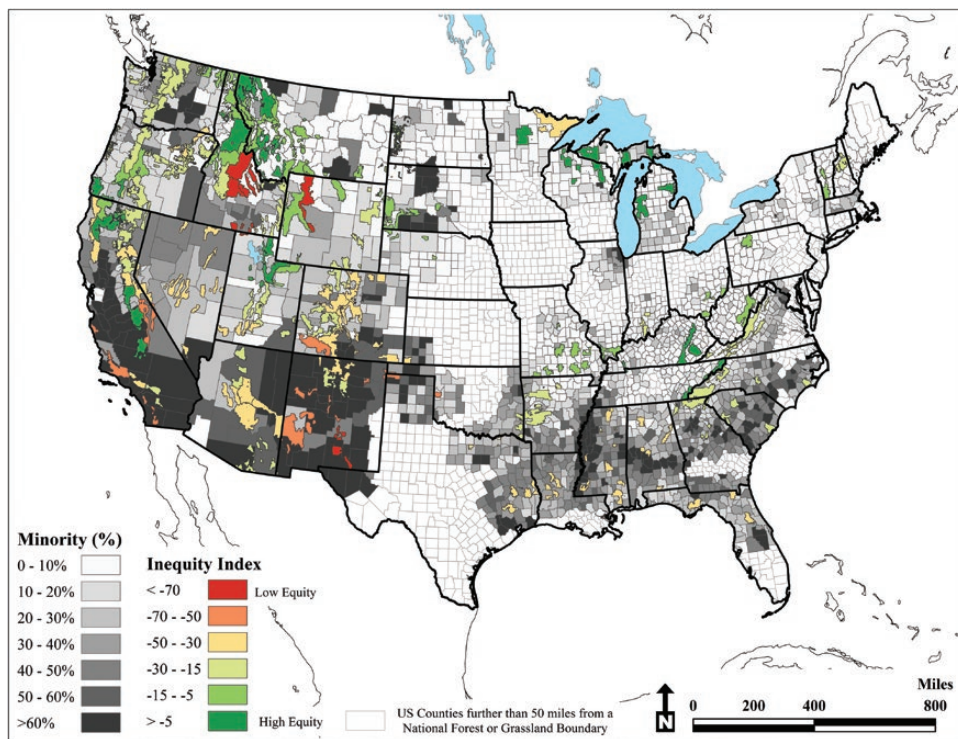 Minority (%)
0 - 10%
10 - 20%
20 - 30%
30 - 40%
40 - 50%
50 - 60%
>60%
Inequity Index
< -70 Low Equity
-70 - -50
-50 - -30
-30 - -15
-15 - -5
> -5 High Equity
US Counties further than 50 miles from a
National Forest or Grassland Boundary
N
Miles
0 200 400 800